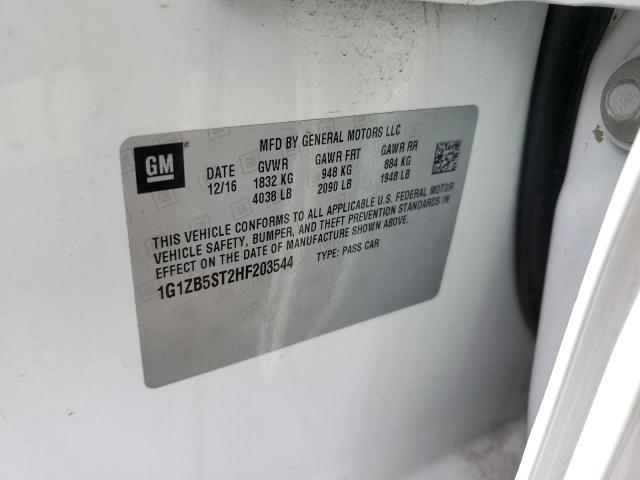 MFD BY GENERAL MOTORS LLC
GM
DATE GVWR GAWR FRT GAWR RR
12/16 1832 KG 948 KG 884 KG
4038 LB 2090 LB 1948 LB
THIS VEHICLE CONFORMS TO ALL APPLICABLE U.S. FEDERAL MOTOR
VEHICLE SAFETY, BUMPER, AND THEFT PREVENTION STANDARDS IN
EFFECT ON THE DATE OF MANUFACTURE SHOWN ABOVE.
1G1ZB5ST2HF203544 TYPE: PASS CAR